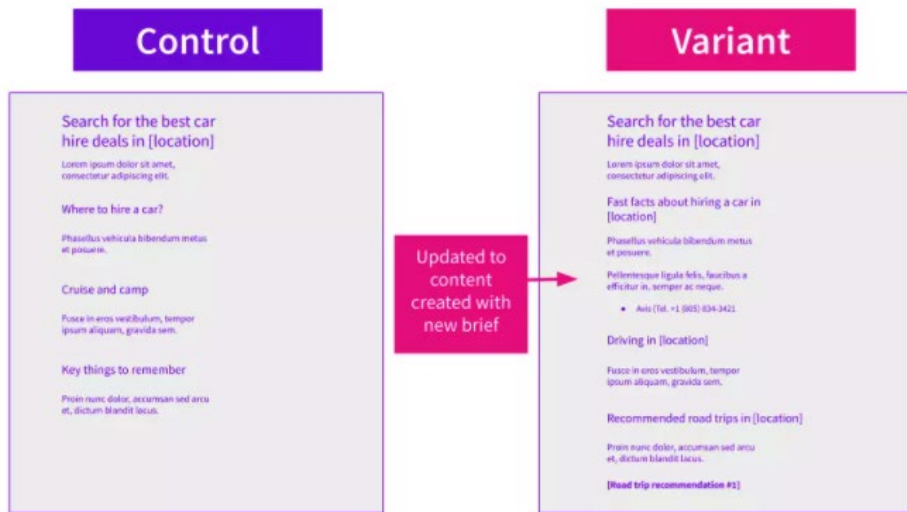 Control
Search for the best car
hire deals in [location]
Lorem ipsum dolor sit amet,
consectetur adipiscing elit.
Where to hire a car?
Phasellus vehicula bibendum metus
et posuere.
Cruise and camp
Fusce in eros vestibulum, tempor
ipsum aliquam, gravida sem.
Key things to remember
Proin nunc dolor, accumsan sed arcu
et, dictum blandit lacus.
Updated to
content
created with
new brief
Variant
Search for the best car
hire deals in [location]
Lorem ipsum dolor sit amet,
consectetur adipiscing elit.
Fast facts about hiring a car in
[location]
Phasellus vehicula bibendum metus
et posuere.
Pellentesque ligula felis, faucibus a
efficitur in, semper ac neque.
• Avis (Tel. +1 (805) 834-3421
Driving in [location]
Fusce in eros vestibulum, tempor
ipsum aliquam, gravida sem.
Recommended road trips in [location]
Proin nunc dolor, accumsan sed arcu
et, dictum blandit lacus.
[Road trip recommendation #1]